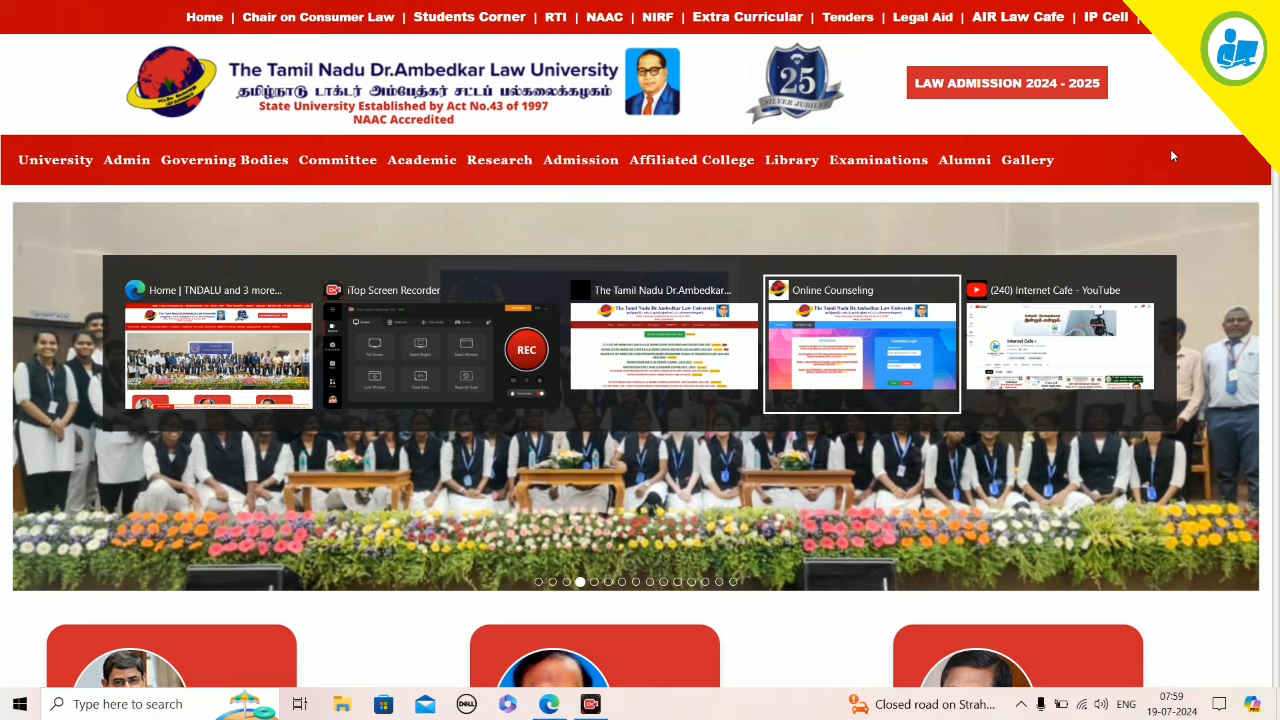 Home | Chair on Consumer Law | Students Corner | RTI | NAAC | NIRF | Extra Curricular | Tenders | Legal Aid | AIR Law Cafe | IP Cell |
The Tamil Nadu Dr.Ambedkar Law University
தமிழ்நாடு டாக்டர் அம்பேத்கர் சட்டப் பல்கலைக்கழகம்
State University Established by Act No.43 of 1997
NAAC Accredited
25
SILVER JUBILEE
LAW ADMISSION 2024 - 2025
University Admin Governing Bodies Committee Academic Research Admission Affiliated College Library Examinations Alumni Gallery
Home | TNDALU and 3 more...
iTop Screen Recorder
The Tamil Nadu Dr.Ambedkar...
Online Counseling
(240) Internet Cafe - YouTube
REC
Type here to search
DELL
Closed road on Strah...
ENG
07:59
19-07-2024